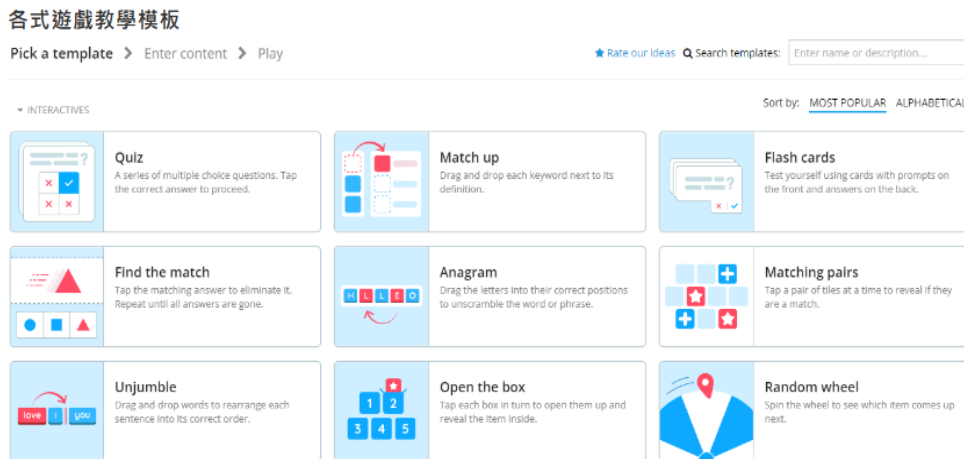 各式遊戲教學模板
Pick a template > Enter content > Play
Rate our ideas Search templates: Enter name or description...
INTERACTIVES
Sort by: MOST POPULAR ALPHABETICAL
Quiz
A series of multiple choice questions. Tap
the correct answer to proceed.
Match up
Drag and drop each keyword next to its
definition.
Flash cards
Test yourself using cards with prompts on
the front and answers on the back.
Find the match
Tap the matching answer to eliminate it.
Repeat until all answers are gone.
H L L E O
Anagram
Drag the letters into their correct positions
to unscramble the word or phrase.
Matching pairs
Tap a pair of tiles at a time to reveal if they
are a match.
love I you
Unjumble
Drag and drop words to rearrange each
sentence into its correct order.
1 2
3 4 5
Open the box
Tap each box in turn to open them up and
reveal the item inside.
Random wheel
Spin the wheel to see which item comes up
next.